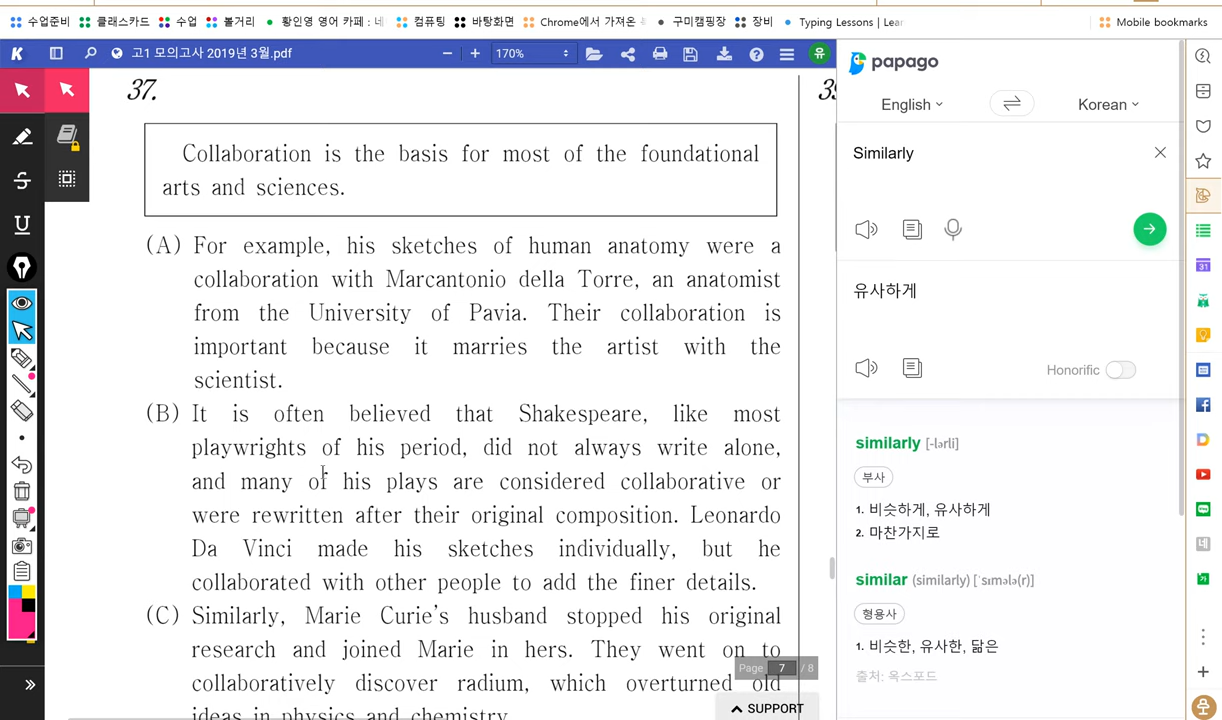 수업준비 클래스카드 수업 볼거리 황인영 영어 카페 : 네 컴퓨팅 바탕화면 Chrome에서 가져온 구미캠핑장 장비 Typing Lessons | Lear Mobile bookmarks
K 고1 모의고사 2019년 3월.pdf 170% 유
37.
Collaboration is the basis for most of the foundational
arts and sciences.
(A) For example, his sketches of human anatomy were a
collaboration with Marcantonio della Torre, an anatomist
from the University of Pavia. Their collaboration is
important because it marries the artist with the
scientist.
(B) It is often believed that Shakespeare, like most
playwrights of his period, did not always write alone,
and many of his plays are considered collaborative or
were rewritten after their original composition. Leonardo
Da Vinci made his sketches individually, but he
collaborated with other people to add the finer details.
(C) Similarly, Marie Curie's husband stopped his original
research and joined Marie in hers. They went on to
collaboratively discover radium, which overturned old
ideas in physics and chemistry.
Page 7 / 8
SUPPORT
papago
English Korean
Similarly
유사하게
Honorific
similarly [-lərli]
부사
1. 비슷하게, 유사하게
2. 마찬가지로
similar (similarly) [ˈsɪmələ(r)]
형용사
1. 비슷한, 유사한, 닮은
출처: 옥스포드
31